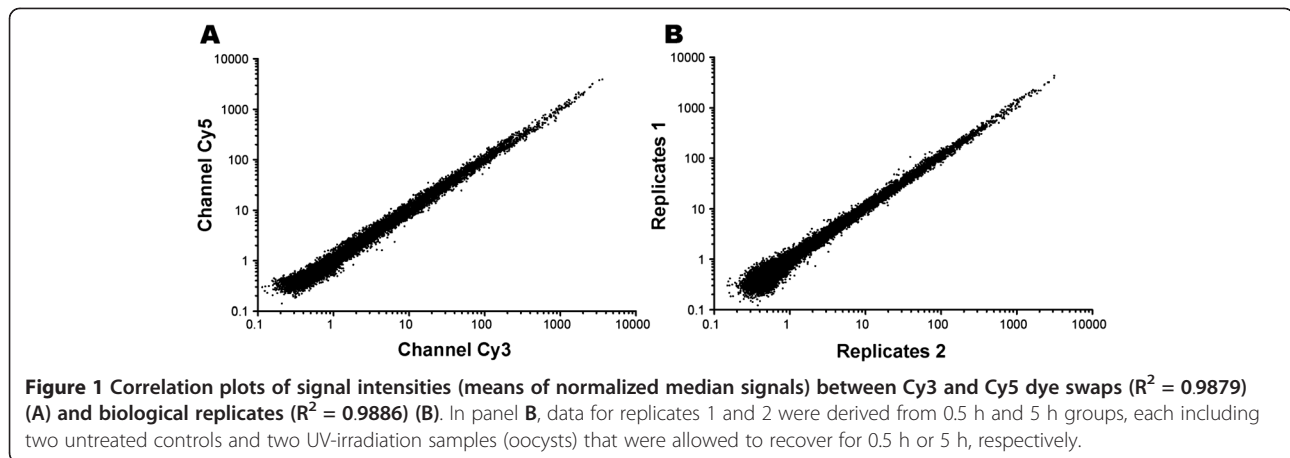 A
B
10000
1000
100
10
1
0.1
Channel Cy5
0.1
1
10
100
1000
10000
Channel Cy3
10000
1000
100
10
1
0.1
Replicates 1
0.1
1
10
100
1000
10000
Replicates 2
Figure 1 Correlation plots of signal intensities (means of normalized median signals) between Cy3 and Cy5 dye swaps (R² = 0.9879)
(A) and biological replicates (R² = 0.9886) (B). In panel B, data for replicates 1 and 2 were derived from 0.5 h and 5 h groups, each including
two untreated controls and two UV-irradiation samples (oocysts) that were allowed to recover for 0.5 h or 5 h, respectively.